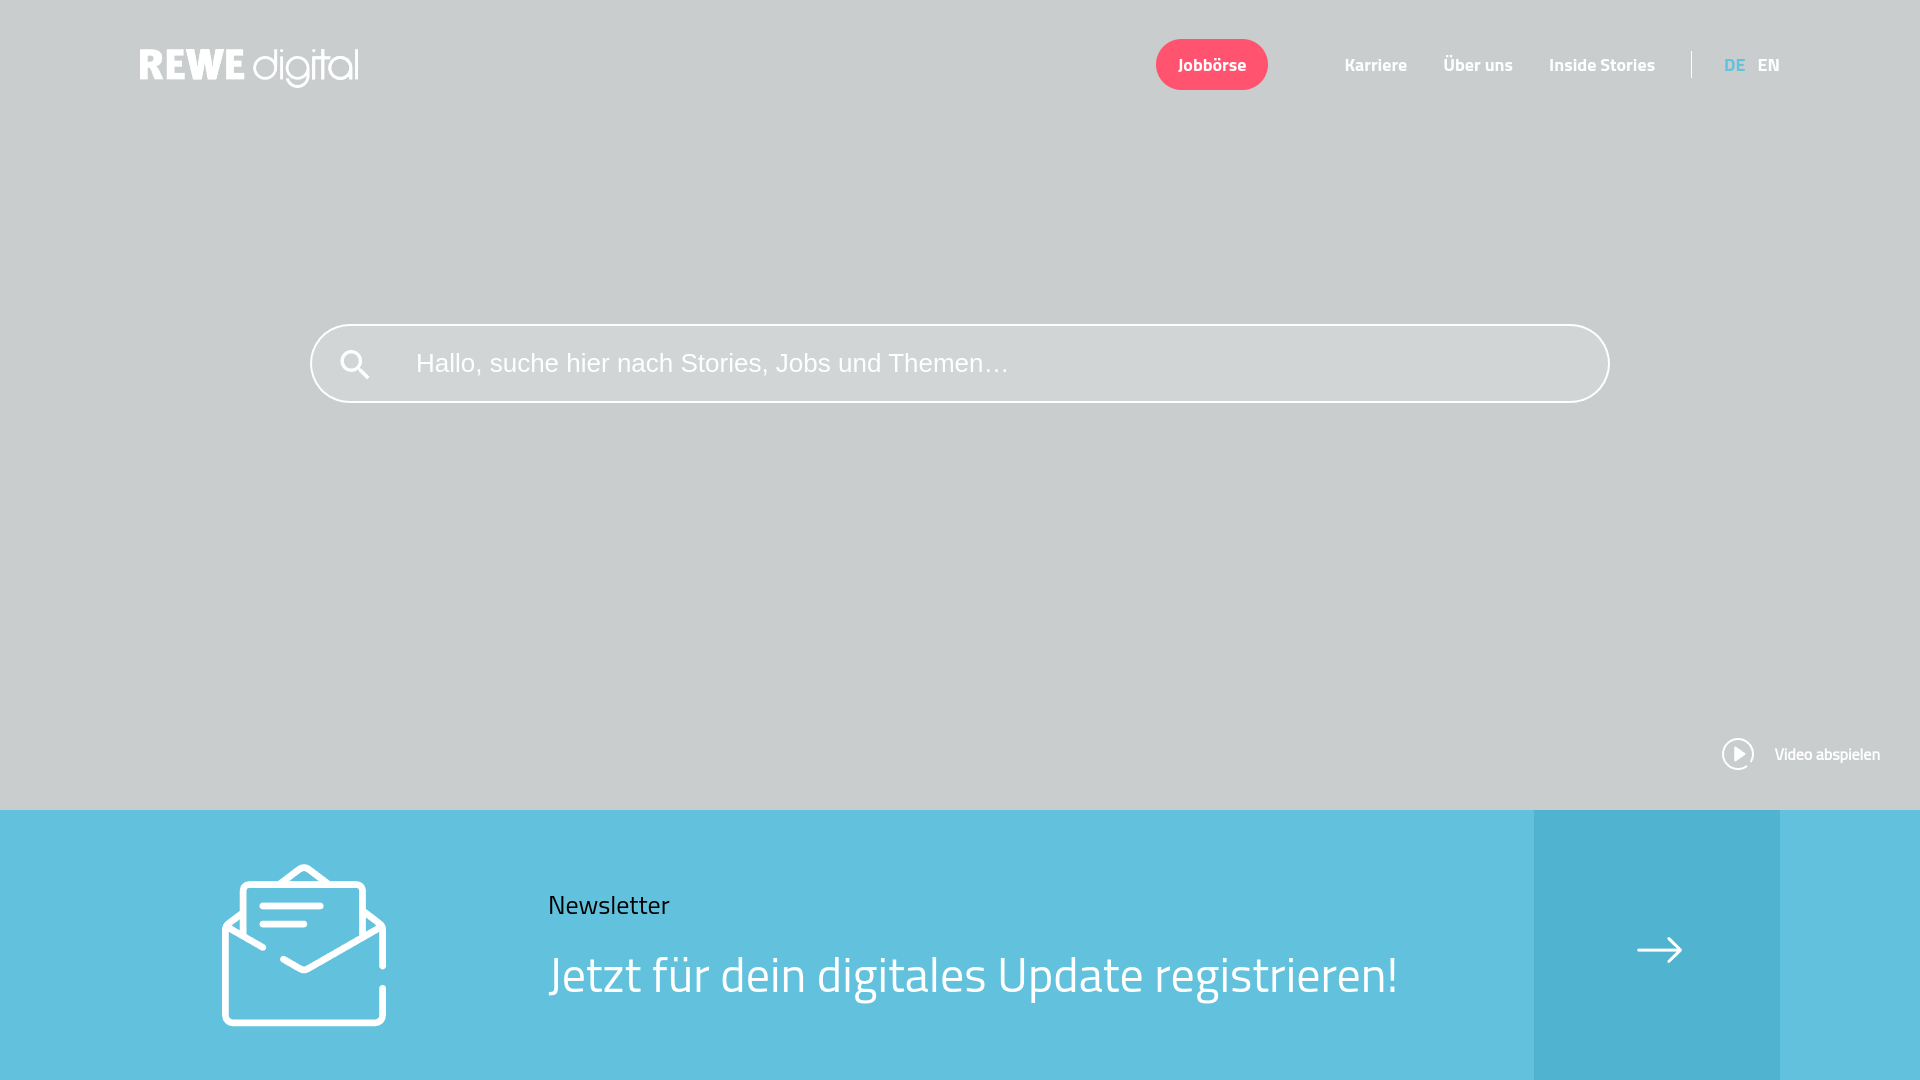 REWE digital
Jobbörse
Karriere
Über uns
Inside Stories
DE
EN
Hallo, suche hier nach Stories, Jobs und Themen…
Video abspielen
Newsletter
Jetzt für dein digitales Update registrieren!